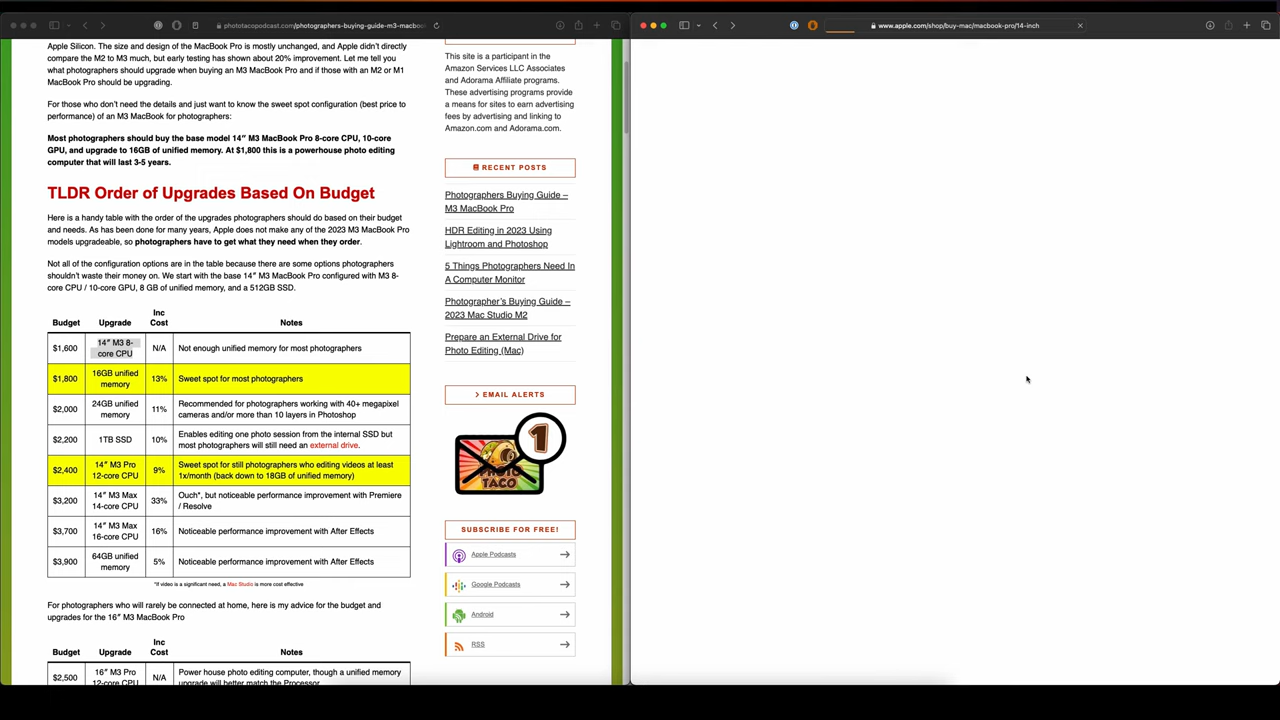 phototacopodcast.com/photographers-buying-guide-m3-macboo
www.apple.com/shop/buy-mac/macbook-pro/14-inch
Apple Silicon. The size and design of the MacBook Pro is mostly unchanged, and Apple didn't directly
compare the M2 to M3 much, but early testing has shown about 20% improvement. Let me tell you
what photographers should upgrade when buying an M3 MacBook Pro and if those with an M2 or M1
MacBook Pro should be upgrading.
For those who don't need the details and just want to know the sweet spot configuration (best price to
performance) of an M3 MacBook for photographers:
Most photographers should buy the base model 14″ M3 MacBook Pro 8-core CPU, 10-core
GPU, and upgrade to 16GB of unified memory. At $1,800 this is a powerhouse photo editing
computer that will last 3-5 years.
TLDR Order of Upgrades Based On Budget
Here is a handy table with the order of the upgrades photographers should do based on their budget
and needs. As has been done for many years, Apple does not make any of the 2023 M3 MacBook Pro
models upgradeable, so photographers have to get what they need when they order.
Not all of the configuration options are in the table because there are some options photographers
shouldn't waste their money on. We start with the base 14″ M3 MacBook Pro configured with M3 8-
core CPU / 10-core GPU, 8 GB of unified memory, and a 512GB SSD.
Budget Upgrade Inc Cost Notes
$1,600 14″ M3 8-core CPU N/A Not enough unified memory for most photographers
$1,800 16GB unified memory 13% Sweet spot for most photographers
$2,000 24GB unified memory 11% Recommended for photographers working with 40+ megapixel cameras and/or more than 10 layers in Photoshop
$2,200 1TB SSD 10% Enables editing one photo session from the internal SSD but most photographers will still need an external drive.
$2,400 14″ M3 Pro 12-core CPU 9% Sweet spot for still photographers who editing videos at least 1x/month (back down to 18GB of unified memory)
$3,200 14″ M3 Max 14-core CPU 33% Ouch*, but noticeable performance improvement with Premiere / Resolve
$3,700 14″ M3 Max 16-core CPU 16% Noticeable performance improvement with After Effects
$3,900 64GB unified memory 5% Noticeable performance improvement with After Effects
*If video is a significant need, a Mac Studio is more cost effective
For photographers who will rarely be connected at home, here is my advice for the budget and
upgrades for the 16″ M3 MacBook Pro
Budget Upgrade Inc Cost Notes
$2,500 16″ M3 Pro 12-core CPU N/A Power house photo editing computer, though a unified memory upgrade will better match the Processor
This site is a participant in the
Amazon Services LLC Associates
and Adorama Affiliate programs.
These advertising programs provide
a means for sites to earn advertising
fees by advertising and linking to
Amazon.com and Adorama.com.
RECENT POSTS
Photographers Buying Guide –
M3 MacBook Pro
HDR Editing in 2023 Using
Lightroom and Photoshop
5 Things Photographers Need In
A Computer Monitor
Photographer's Buying Guide –
2023 Mac Studio M2
Prepare an External Drive for
Photo Editing (Mac)
EMAIL ALERTS
1
PHOTO
TACO
SUBSCRIBE FOR FREE!
Apple Podcasts
Google Podcasts
Android
RSS